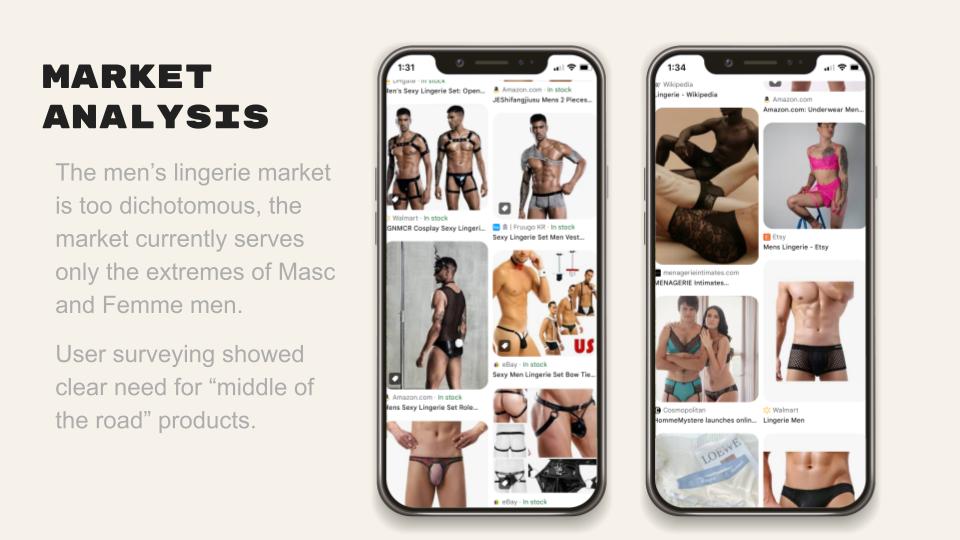 MARKET
ANALYSIS
The men’s lingerie market
is too dichotomous, the
market currently serves
only the extremes of Masc
and Femme men.
User surveying showed
clear need for “middle of
the road” products.
1:31
DHgate · In stock
Men's Sexy Lingerie Set: Open...
Walmart · In stock
GNMCR Cosplay Sexy Lingeri...
Amazon.com · In stock
Mens Sexy Lingerie Set Role...
Amazon.com · In stock
JEShifangjiusu Mens 2 Pieces...
Fruugo KR · In stock
Sexy Lingerie Set Men Vest...
US
eBay · In stock
Sexy Men Lingerie Set Bow Tie...
eBay · In stock
1:34
Wikipedia
Lingerie - Wikipedia
menagerieintimates.com
MENAGERIE Intimates...
Cosmopolitan
HommeMystere launches onlin...
LOEWE
Amazon.com
Amazon.com: Underwear Men...
Etsy
Mens Lingerie - Etsy
Walmart
Lingerie Men